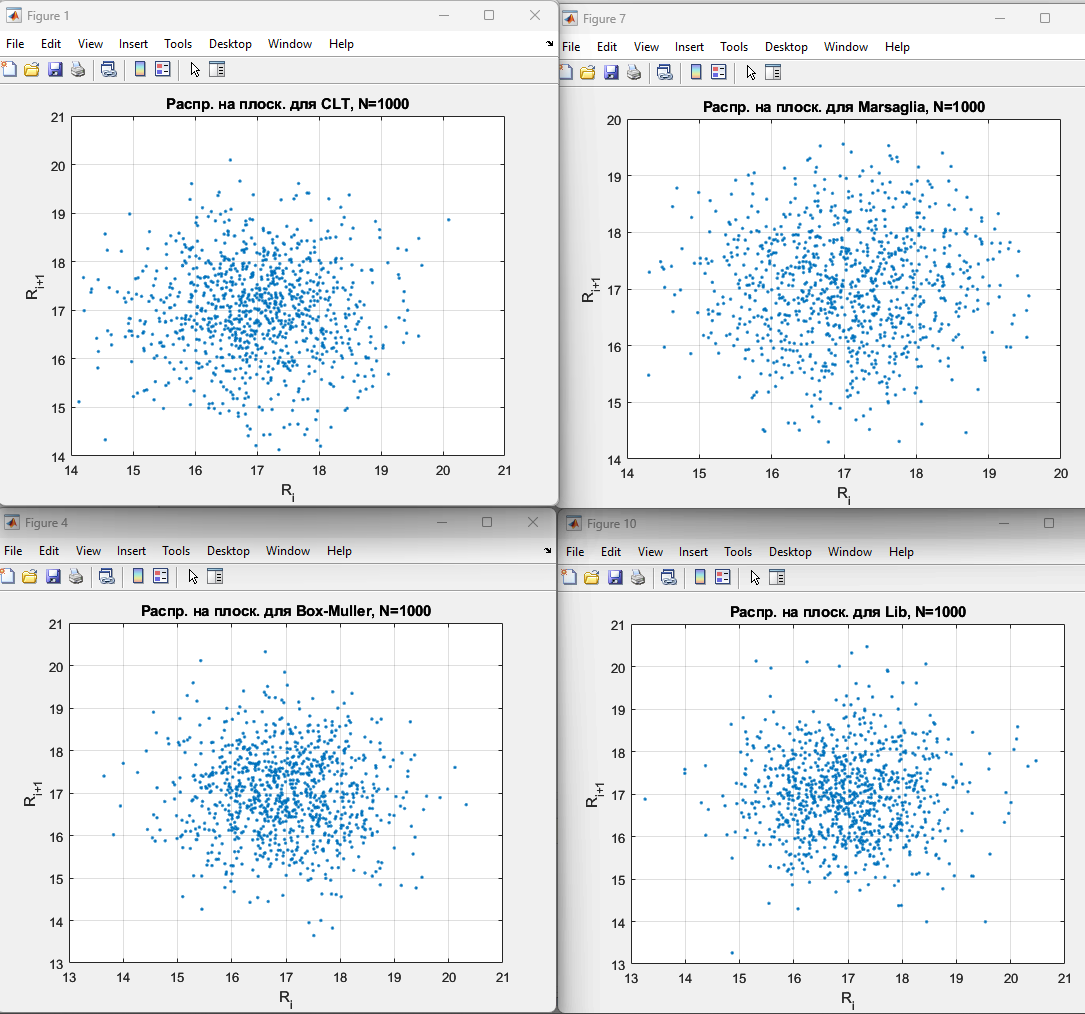 Figure 1
File Edit View Insert Tools Desktop Window Help
Распр. на плоск. для CLT, N=1000
21
20
19
18
17
16
15
14
R i+1
14 15 16 17 18 19 20 21
R i
Figure 7
File Edit View Insert Tools Desktop Window Help
Распр. на плоск. для Marsaglia, N=1000
20
19
18
17
16
15
14
R i+1
14 15 16 17 18 19 20
R i
Figure 4
File Edit View Insert Tools Desktop Window Help
Распр. на плоск. для Box-Muller, N=1000
21
20
19
18
17
16
15
14
13
R i+1
13 14 15 16 17 18 19 20 21
R i
Figure 10
File Edit View Insert Tools Desktop Window Help
Распр. на плоск. для Lib, N=1000
21
20
19
18
17
16
15
14
13
R i+1
13 14 15 16 17 18 19 20 21
R i